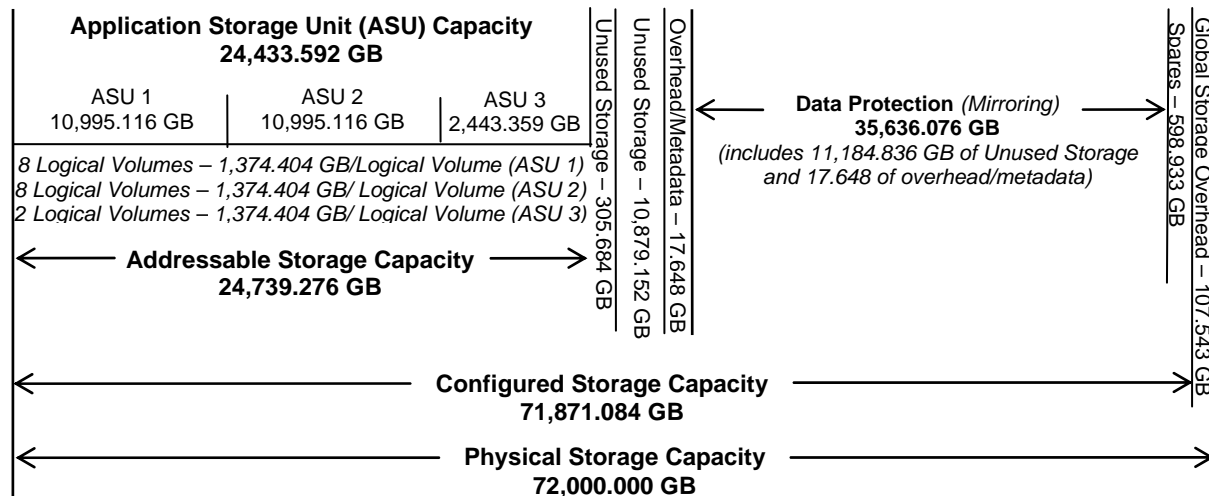 Application Storage Unit (ASU) Capacity
24,433.592 GB
ASU 1
10,995.116 GB
ASU 2
10,995.116 GB
ASU 3
2,443.359 GB
8 Logical Volumes – 1,374.404 GB/Logical Volume (ASU 1)
8 Logical Volumes – 1,374.404 GB/ Logical Volume (ASU 2)
2 Logical Volumes – 1,374.404 GB/ Logical Volume (ASU 3)
Addressable Storage Capacity
24,739.276 GB
Unused Storage – 305.684 GB
Unused Storage – 10,879.152 GB
Overhead/Metadata – 17.648 GB
Data Protection (Mirroring)
35,636.076 GB
(includes 11,184.836 GB of Unused Storage
and 17.648 of overhead/metadata)
Spares – 598.933 GB
Global Storage Overhead – 107.543 GB
Configured Storage Capacity
71,871.084 GB
Physical Storage Capacity
72,000.000 GB